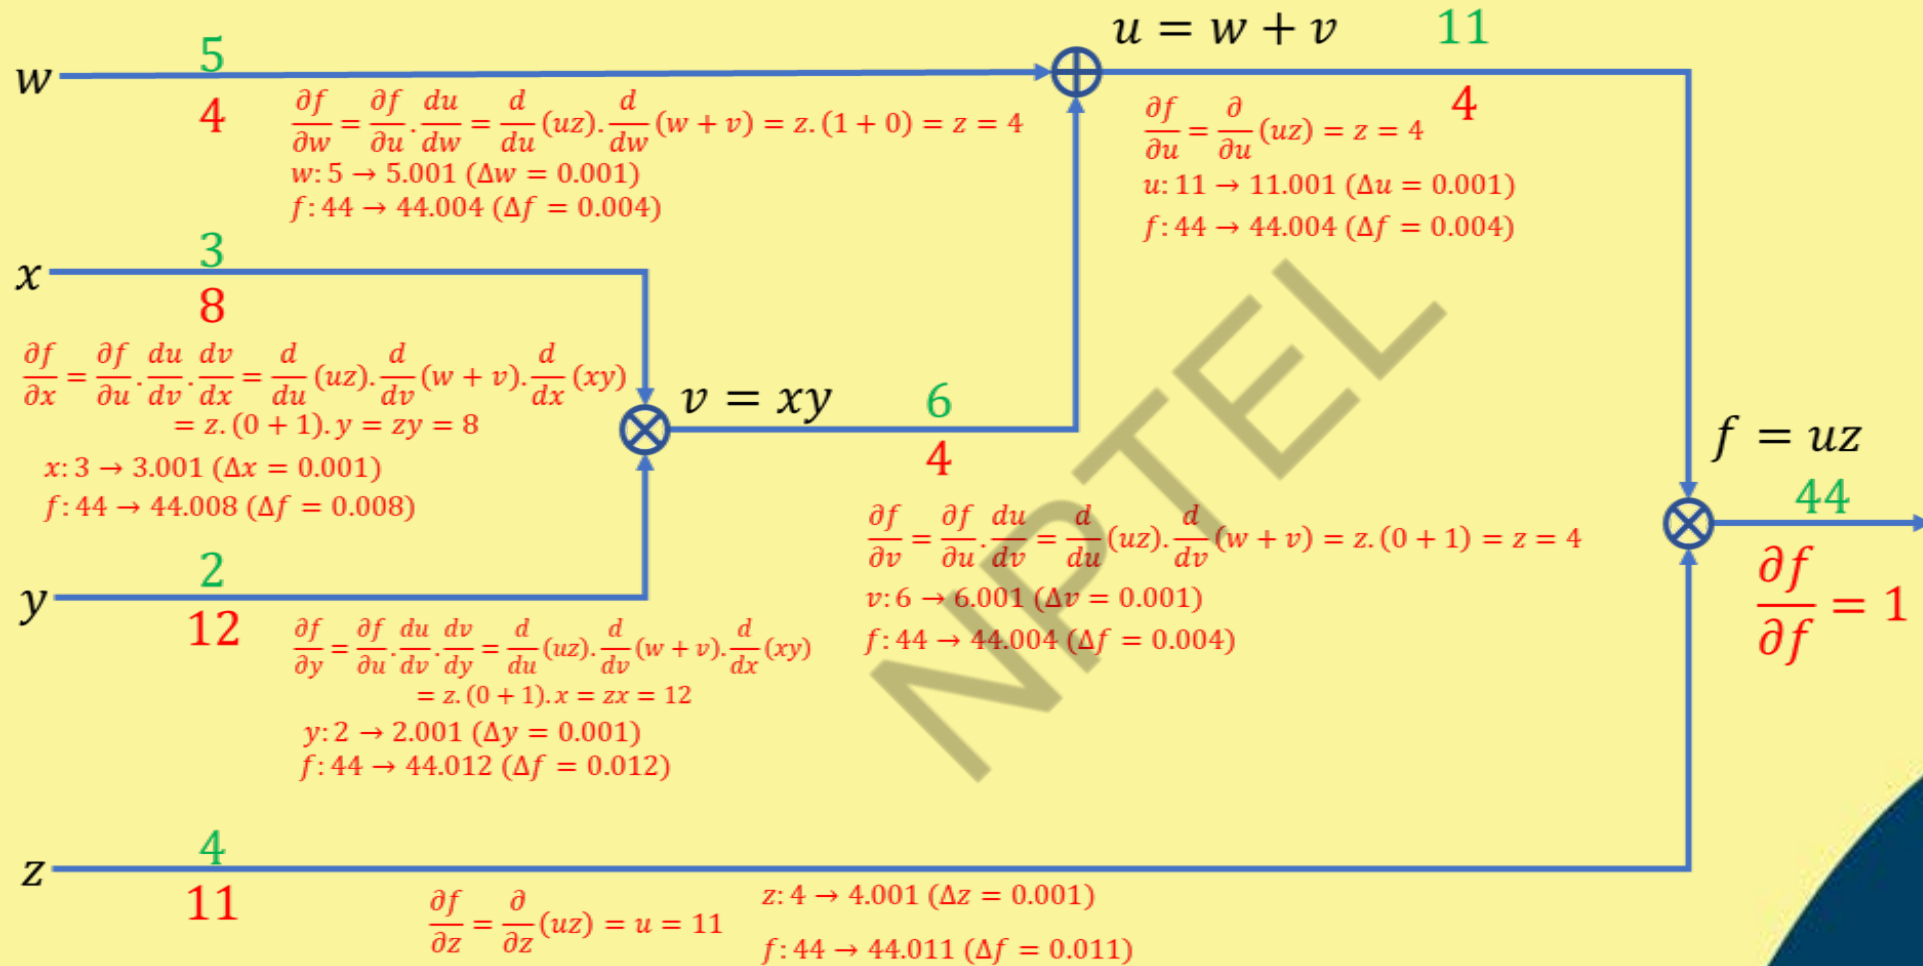 u = w + v 11
w 5
4
∂f/∂w = ∂f/∂u . du/dw = d/du (uz). d/dw (w + v) = z. (1 + 0) = z = 4
w: 5 → 5.001 (Δw = 0.001)
f: 44 → 44.004 (Δf = 0.004)
4
∂f/∂u = ∂/∂u (uz) = z = 4
u: 11 → 11.001 (Δu = 0.001)
f: 44 → 44.004 (Δf = 0.004)
x 3
8
∂f/∂x = ∂f/∂u . du/dv . dv/dx = d/du (uz). d/dv (w + v). d/dx (xy)
= z. (0 + 1). y = zy = 8
x: 3 → 3.001 (Δx = 0.001)
f: 44 → 44.008 (Δf = 0.008)
v = xy 6
4
∂f/∂v = ∂f/∂u . du/dv = d/du (uz). d/dv (w + v) = z. (0 + 1) = z = 4
v: 6 → 6.001 (Δv = 0.001)
f: 44 → 44.004 (Δf = 0.004)
f = uz
44
∂f/∂f = 1
y 2
12
∂f/∂y = ∂f/∂u . du/dv . dv/dy = d/du (uz). d/dv (w + v). d/dx (xy)
= z. (0 + 1). x = zx = 12
y: 2 → 2.001 (Δy = 0.001)
f: 44 → 44.012 (Δf = 0.012)
z 4
11
∂f/∂z = ∂/∂z (uz) = u = 11
z: 4 → 4.001 (Δz = 0.001)
f: 44 → 44.011 (Δf = 0.011)
NPTEL